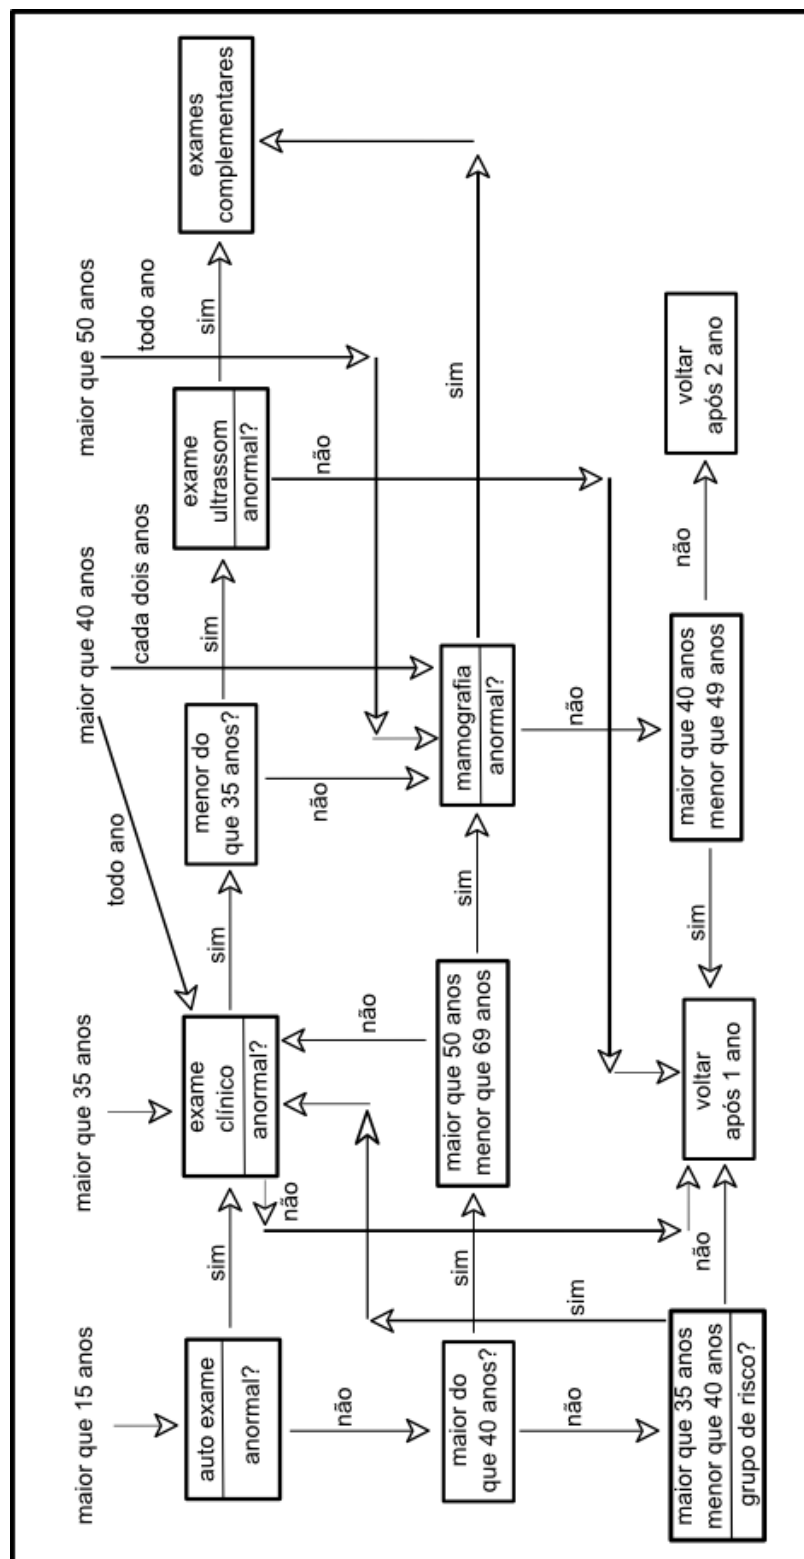 maior que 15 anos
maior que 35 anos
maior que 40 anos
maior que 50 anos
todo ano
cada dois anos
todo ano
auto exame
anormal?
sim
exame
clínico
anormal?
sim
menor do
que 35 anos?
sim
exame
ultrassom
anormal?
sim
exames
complementares
não
não
não
não
não
maior do
que 40 anos?
sim
maior que 50 anos
menor que 69 anos
sim
mamografia
anormal?
sim
não
sim
não
não
maior que 35 anos
menor que 40 anos
grupo de risco?
voltar
após 1 ano
sim
maior que 40 anos
menor que 49 anos
não
voltar
após 2 ano